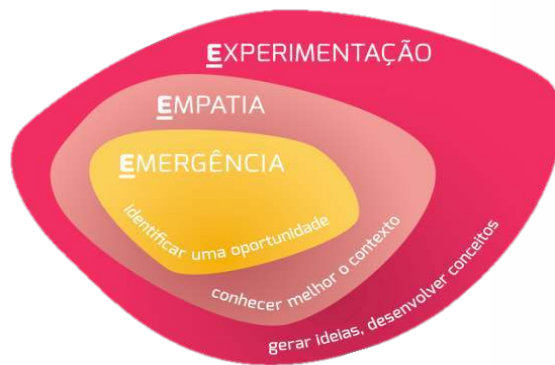 EXPERIMENTAÇÃO
EMPATIA
EMERGÊNCIA
identificar uma oportunidade
conhecer melhor o contexto
gerar ideias, desenvolver conceitos